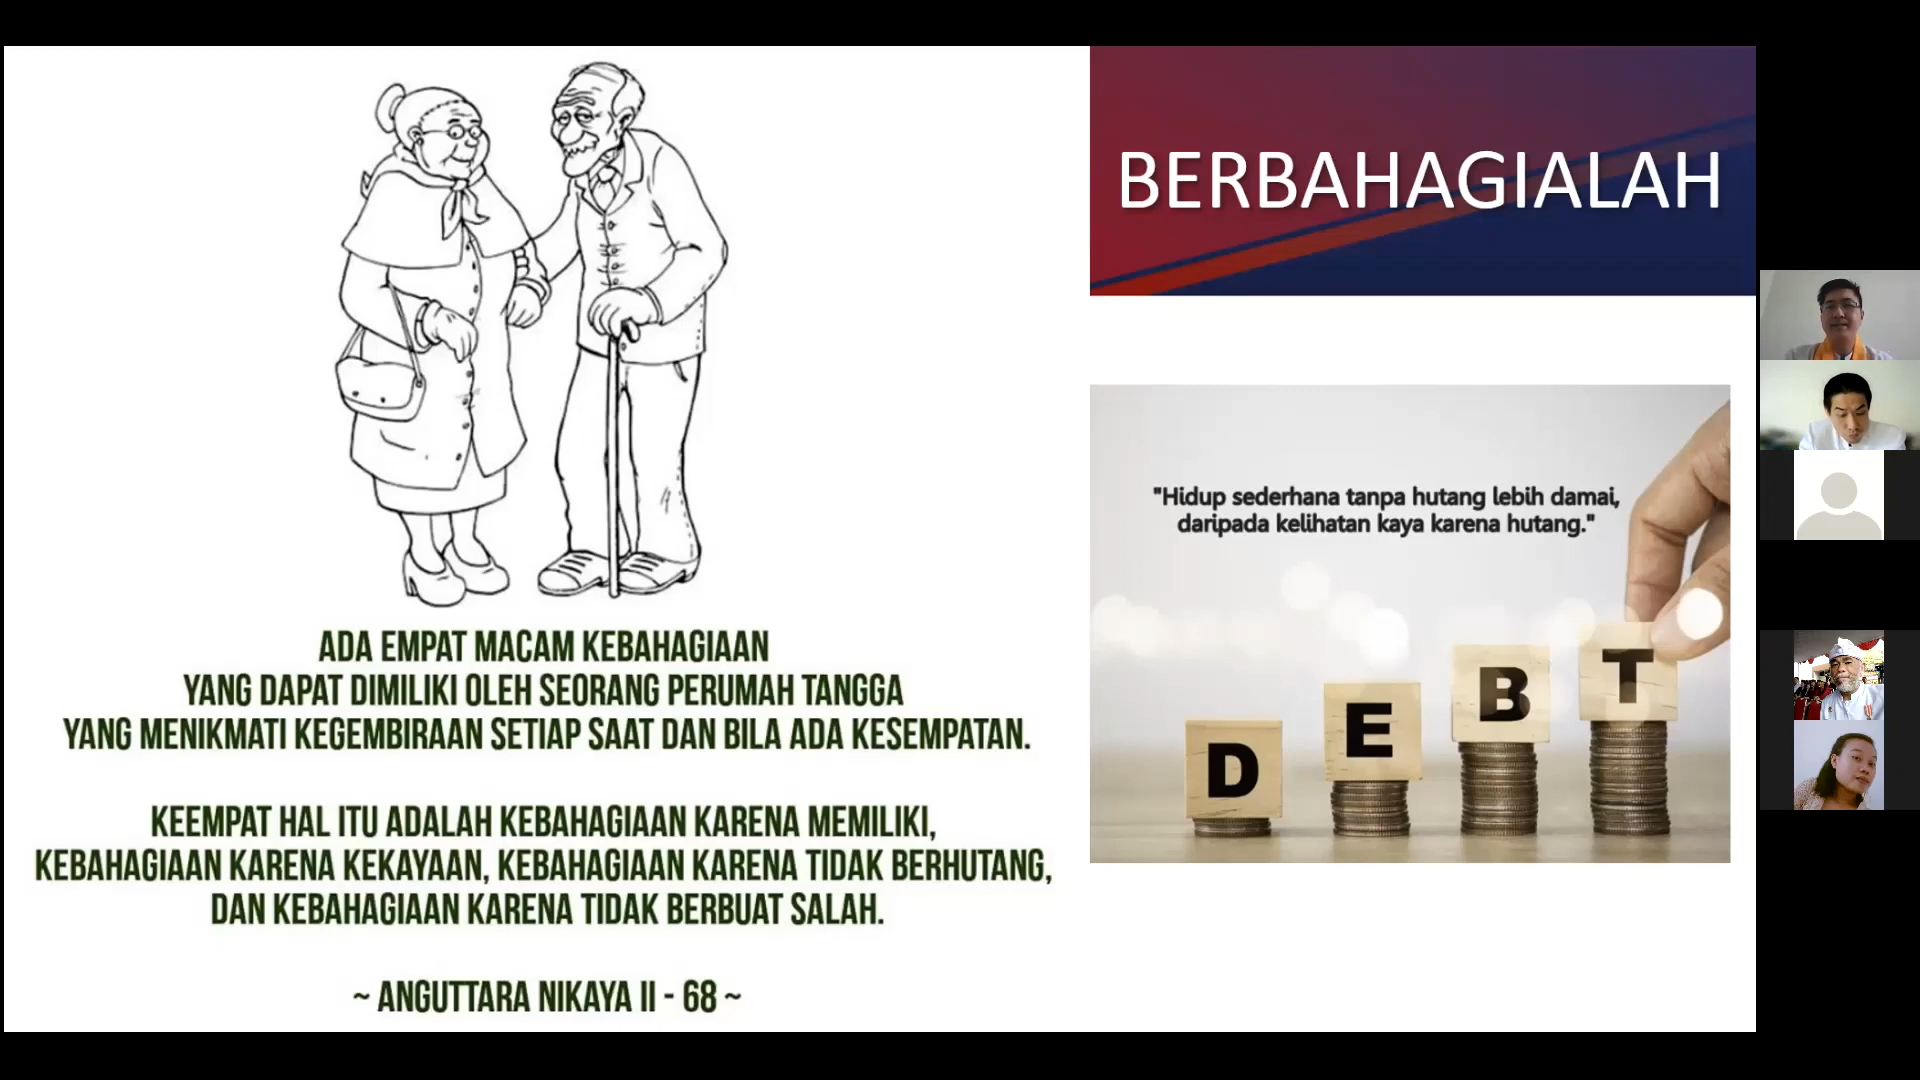 ADA EMPAT MACAM KEBAHAGIAAN
YANG DAPAT DIMILIKI OLEH SEORANG PERUMAH TANGGA
YANG MENIKMATI KEGEMBIRAAN SETIAP SAAT DAN BILA ADA KESEMPATAN.
KEEMPAT HAL ITU ADALAH KEBAHAGIAAN KARENA MEMILIKI,
KEBAHAGIAAN KARENA KEKAYAAN, KEBAHAGIAAN KARENA TIDAK BERHUTANG,
DAN KEBAHAGIAAN KARENA TIDAK BERBUAT SALAH.
~ ANGUTTARA NIKAYA II - 68 ~
BERBAHAGIALAH
"Hidup sederhana tanpa hutang lebih damai,
daripada kelihatan kaya karena hutang."
D E B T